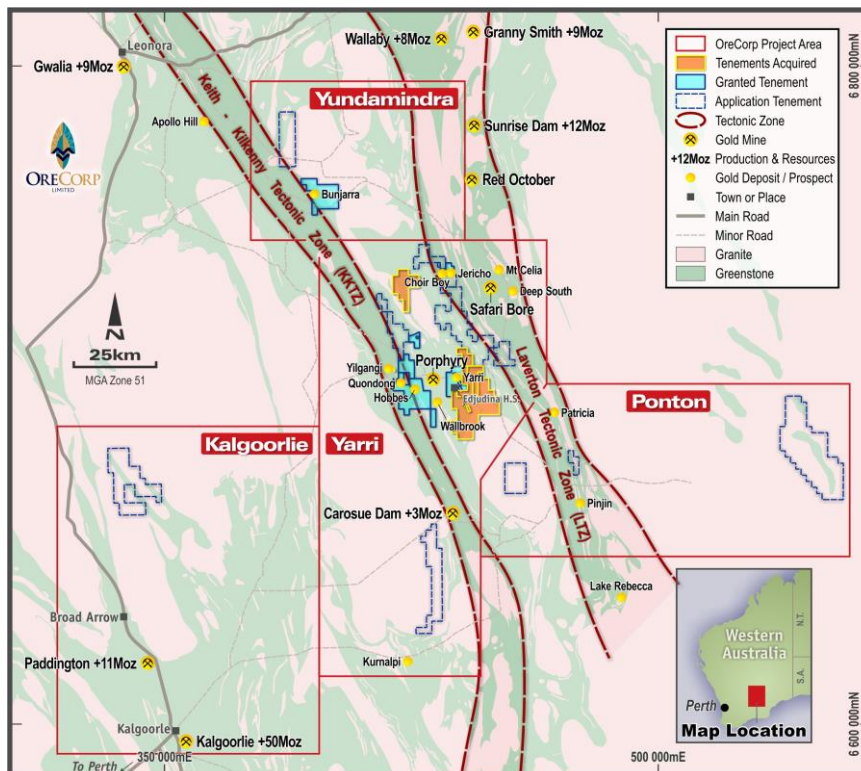 Leonora
Gwalia +9Moz
Wallaby +8Moz
Granny Smith +9Moz
Yundamindra
Apollo Hill
Sunrise Dam +12Moz
Red October
ORECORP
LIMITED
Keith - Kilkenny Tectonic Zone (KKTZ)
Bunjarra
N
25km
MGA Zone 51
Jericho
Choir Boy
Mt Celia
Deep South
Safari Bore
Porphyry
Yilgangi
Quondong
Hobbes
Yarri
Edjudina H.S.
Wallbrook
Laverton Tectonic Zone (LTZ)
Patricia
Ponton
Kalgoorlie
Yarri
Carosue Dam +3Moz
Pinjin
Lake Rebecca
Broad Arrow
Paddington +11Moz
Kurnalpi
Kalgoorle
Kalgoorlie +50Moz
To Perth
350 000mE
500 000mE
6 800 000mN
6 600 000mN
OreCorp Project Area
Tenements Acquired
Granted Tenement
Application Tenement
Tectonic Zone
Gold Mine
+12Moz Production & Resources
Gold Deposit / Prospect
Town or Place
Main Road
Minor Road
Granite
Greenstone
Western
Australia
N.T.
S.A.
Perth
Map Location